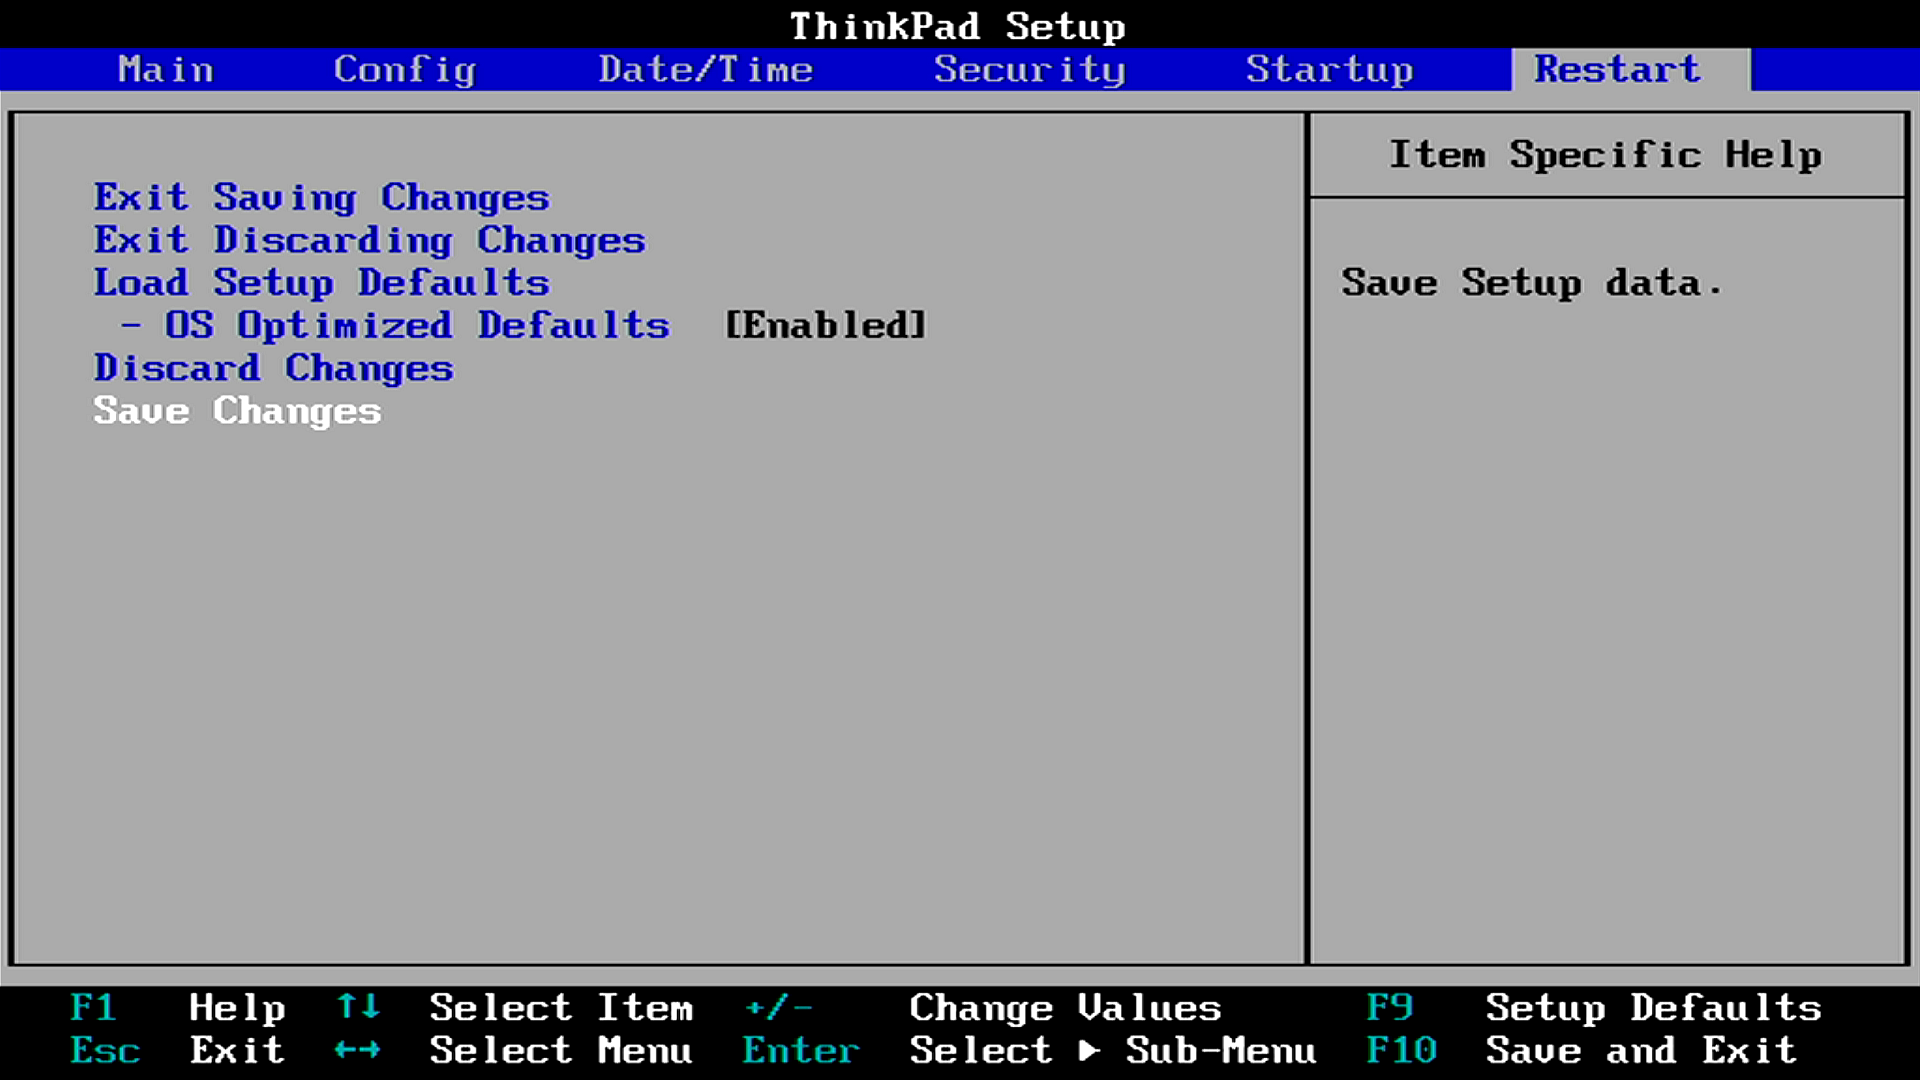 ThinkPad Setup
Main Config Date/Time Security Startup Restart
Exit Saving Changes
Exit Discarding Changes
Load Setup Defaults
- OS Optimized Defaults [Enabled]
Discard Changes
Save Changes
Item Specific Help
Save Setup data.
F1 Help ↑↓ Select Item +/- Change Values F9 Setup Defaults
Esc Exit ←→ Select Menu Enter Select ▶ Sub-Menu F10 Save and Exit